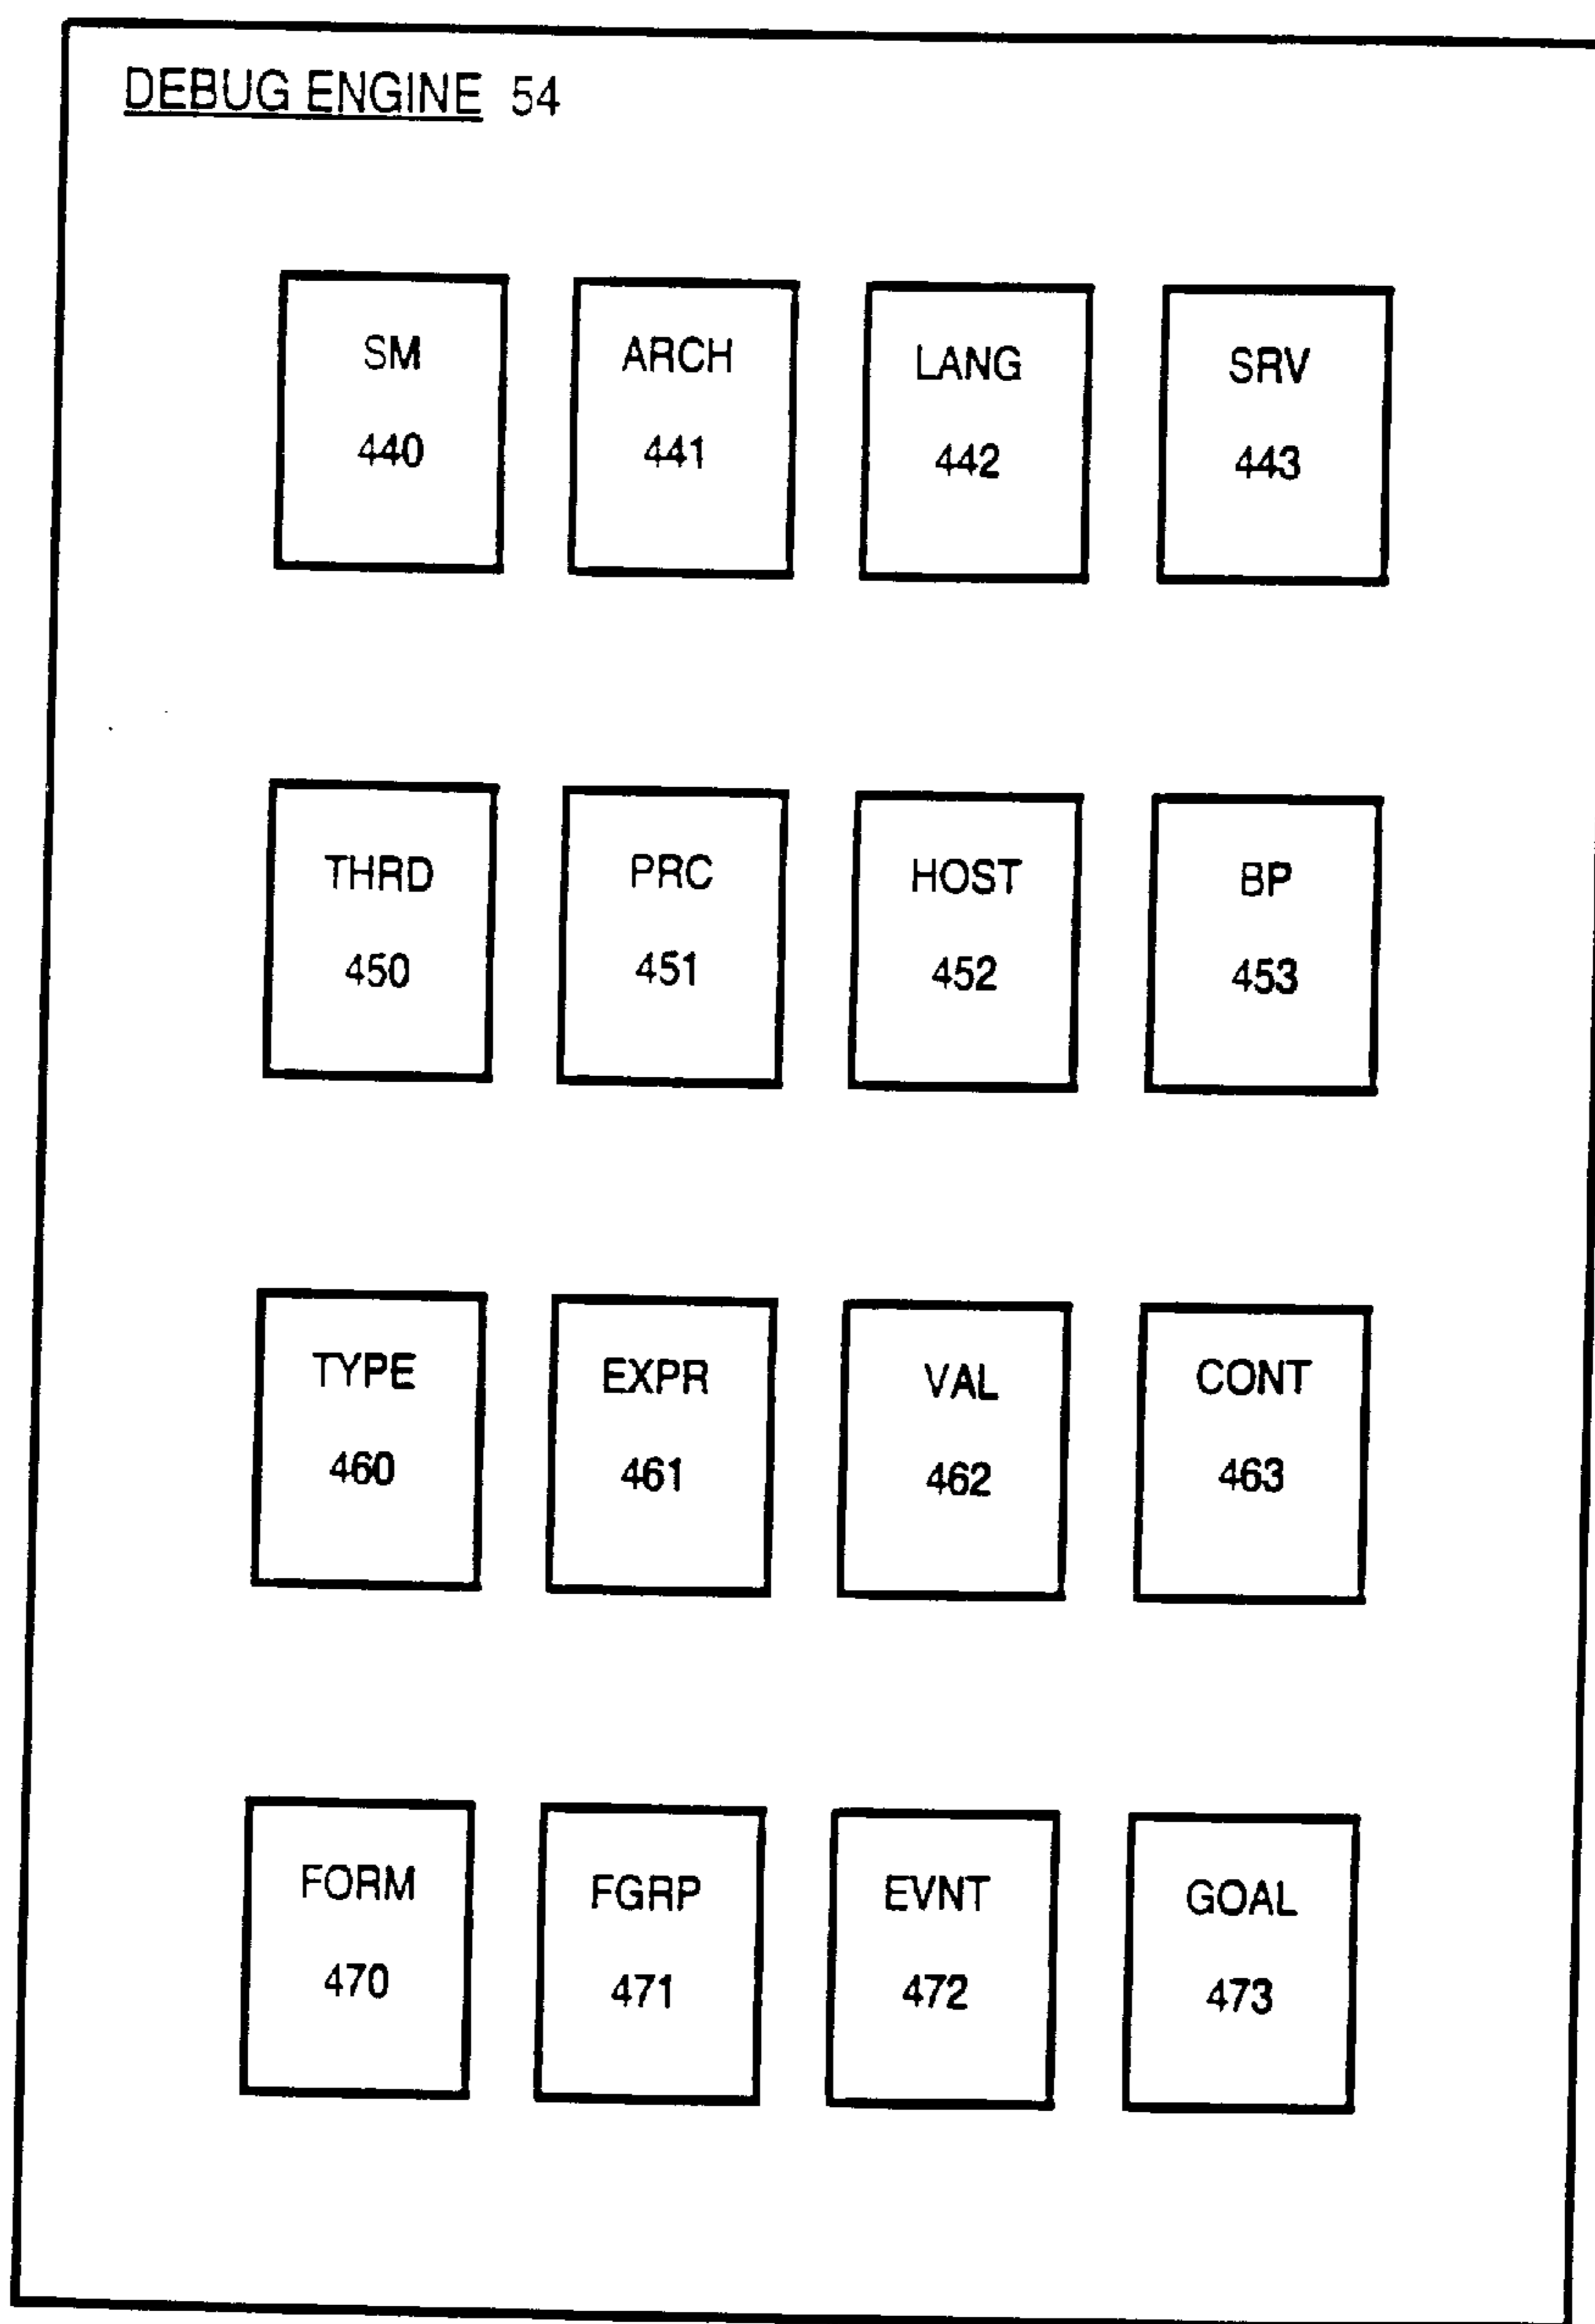 DEBUG ENGINE 54
SM ARCH LANG SRV
440 441 442 443
THRD PRC HOST BP
450 451 452 453
TYPE EXPR VAL CONT
460 461 462 463
FORM FGRP EVNT GOAL
470 471 472 473